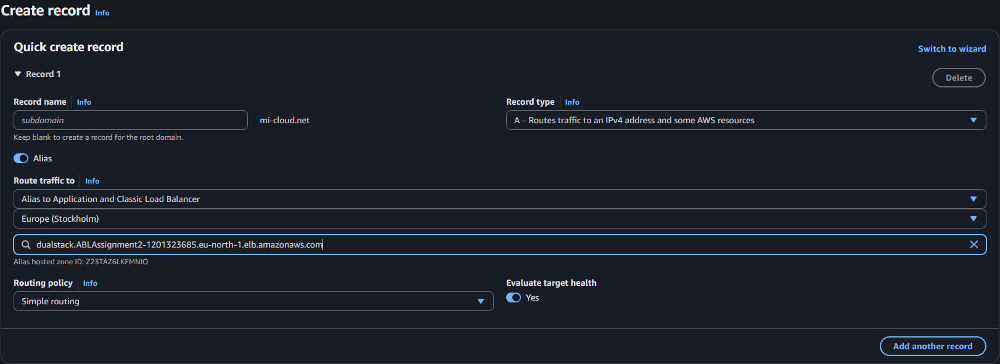 Create record Info
Quick create record
Switch to wizard
Record 1
Delete
Record name Info
Record type Info
subdomain
mi-cloud.net
A – Routes traffic to an IPv4 address and some AWS resources
Keep blank to create a record for the root domain.
Alias
Route traffic to Info
Alias to Application and Classic Load Balancer
Europe (Stockholm)
dualstack.ABLAssignment2-1201323685.eu-north-1.elb.amazonaws.com
Alias hosted zone ID: Z23TAZ6LKFMNIO
Routing policy Info
Evaluate target health
Simple routing
Yes
Add another record